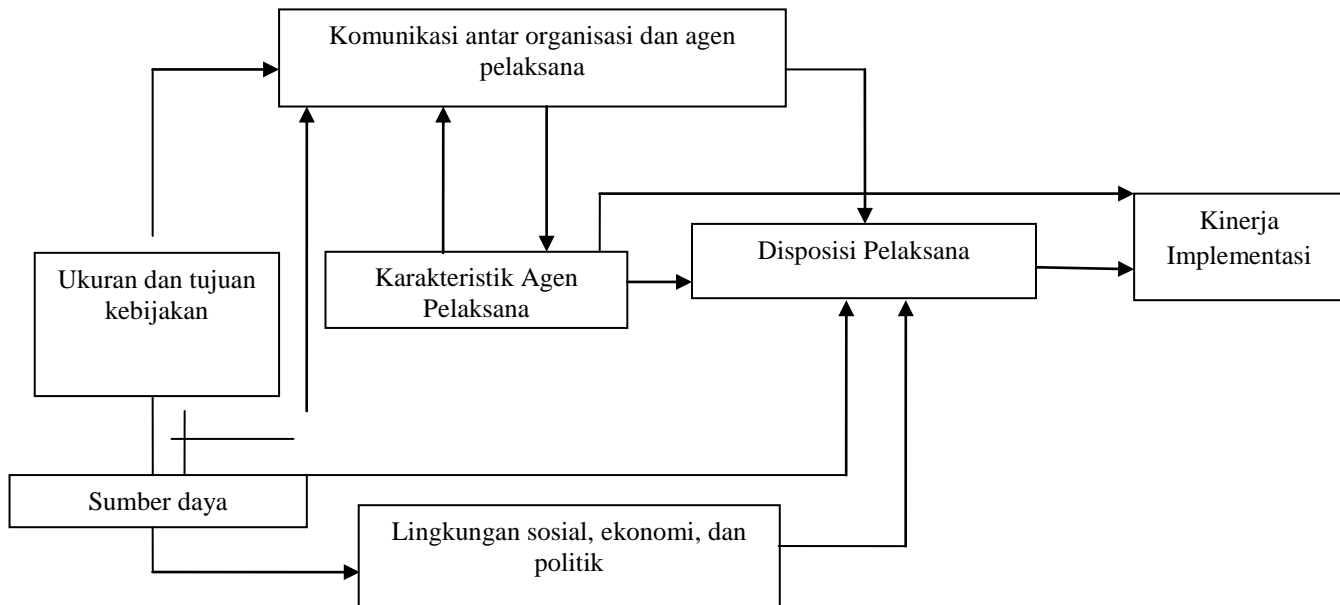 Komunikasi antar organisasi dan agen
pelaksana
Kinerja
Implementasi
Disposisi Pelaksana
Ukuran dan tujuan
kebijakan
Karakteristik Agen
Pelaksana
Sumber daya
Lingkungan sosial, ekonomi, dan
politik